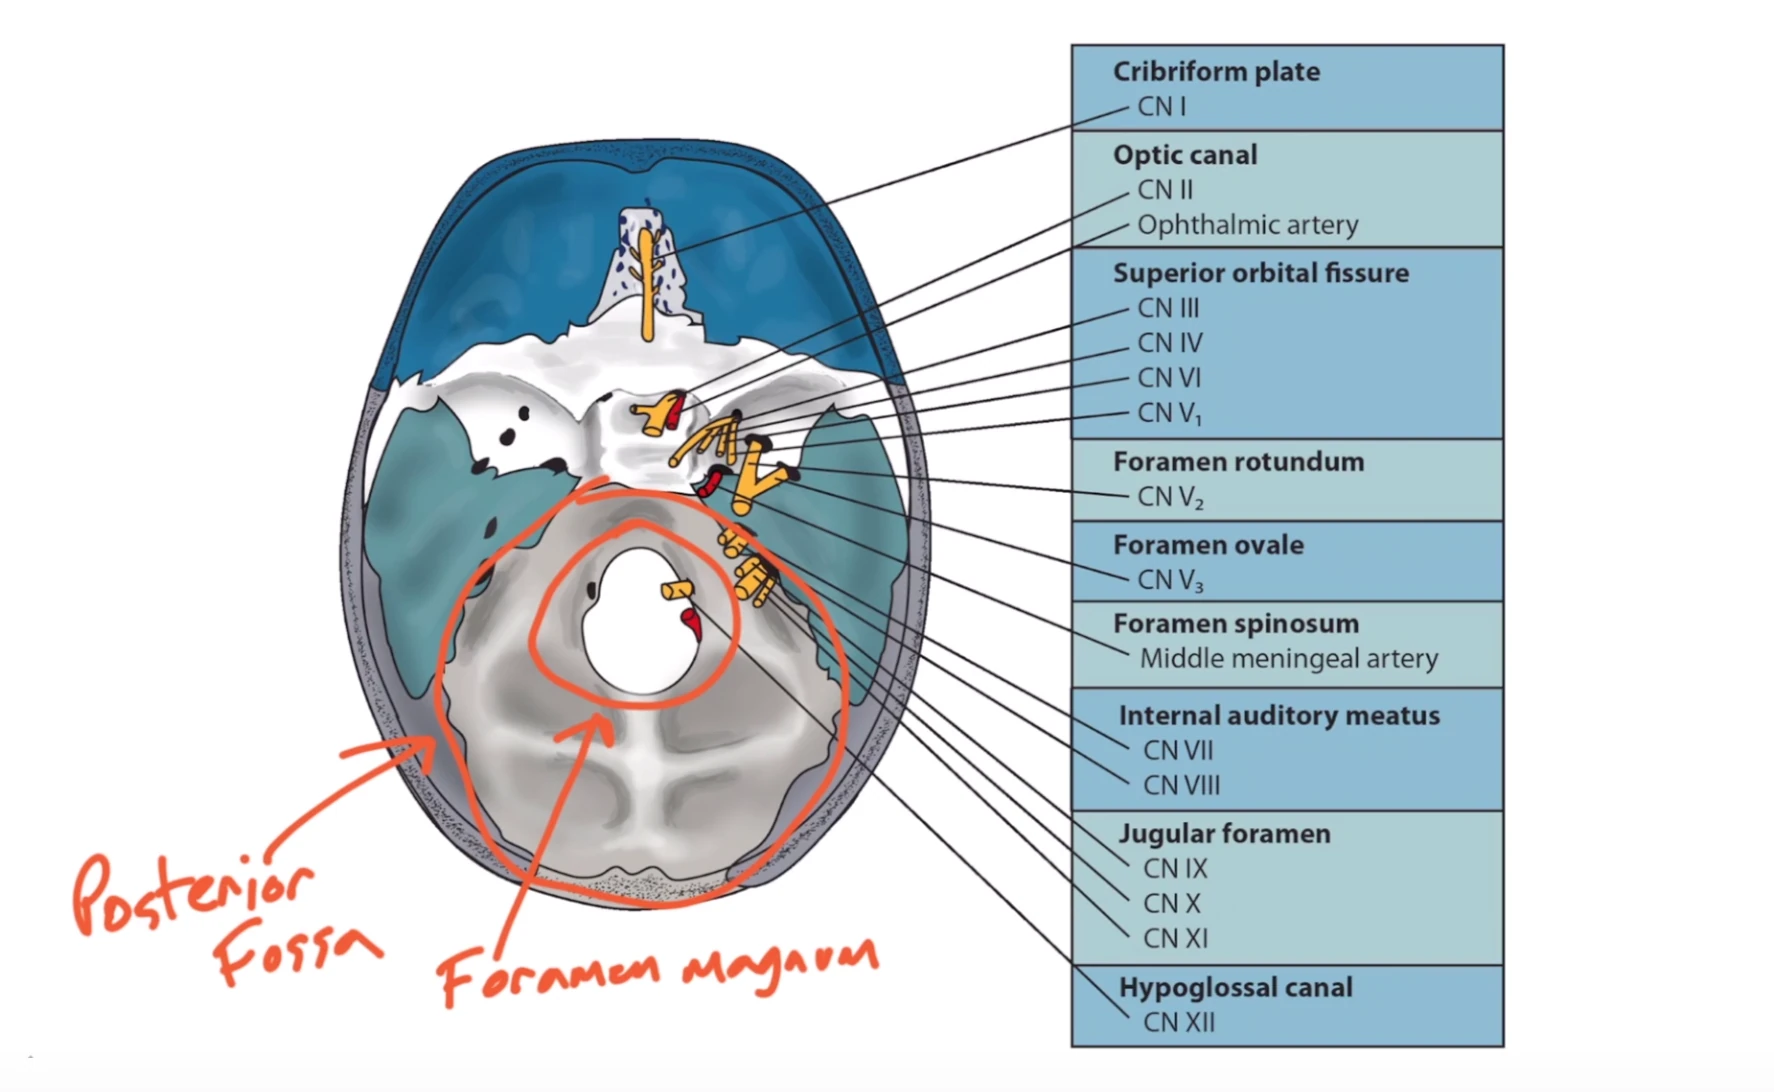 Cribriform plate
CN I
Optic canal
CN II
Ophthalmic artery
Superior orbital fissure
CN III
CN IV
CN VI
CN V₁
Foramen rotundum
CN V₂
Foramen ovale
CN V₃
Foramen spinosum
Middle meningeal artery
Internal auditory meatus
CN VII
CN VIII
Jugular foramen
CN IX
CN X
CN XI
Hypoglossal canal
CN XII
Posterior
Fossa
Foramen magnum